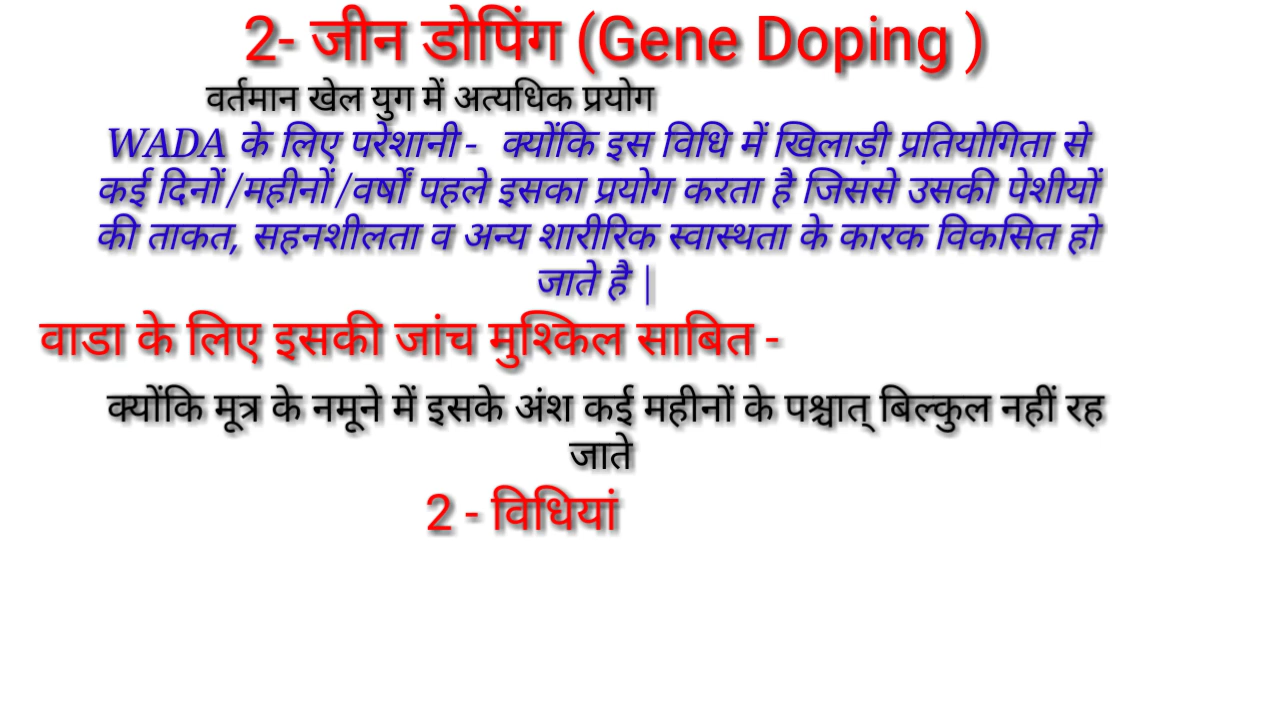 2- जीन डोपिंग (Gene Doping )
वर्तमान खेल युग में अत्यधिक प्रयोग
WADA के लिए परेशानी - क्योंकि इस विधि में खिलाड़ी प्रतियोगिता से
कई दिनों /महीनों /वर्षों पहले इसका प्रयोग करता है जिससे उसकी पेशीयों
की ताकत, सहनशीलता व अन्य शारीरिक स्वास्थता के कारक विकसित हो
जाते है |
वाडा के लिए इसकी जांच मुश्किल साबित -
क्योंकि मूत्र के नमूने में इसके अंश कई महीनों के पश्चात् बिल्कुल नहीं रह
जाते
2 - विधियां